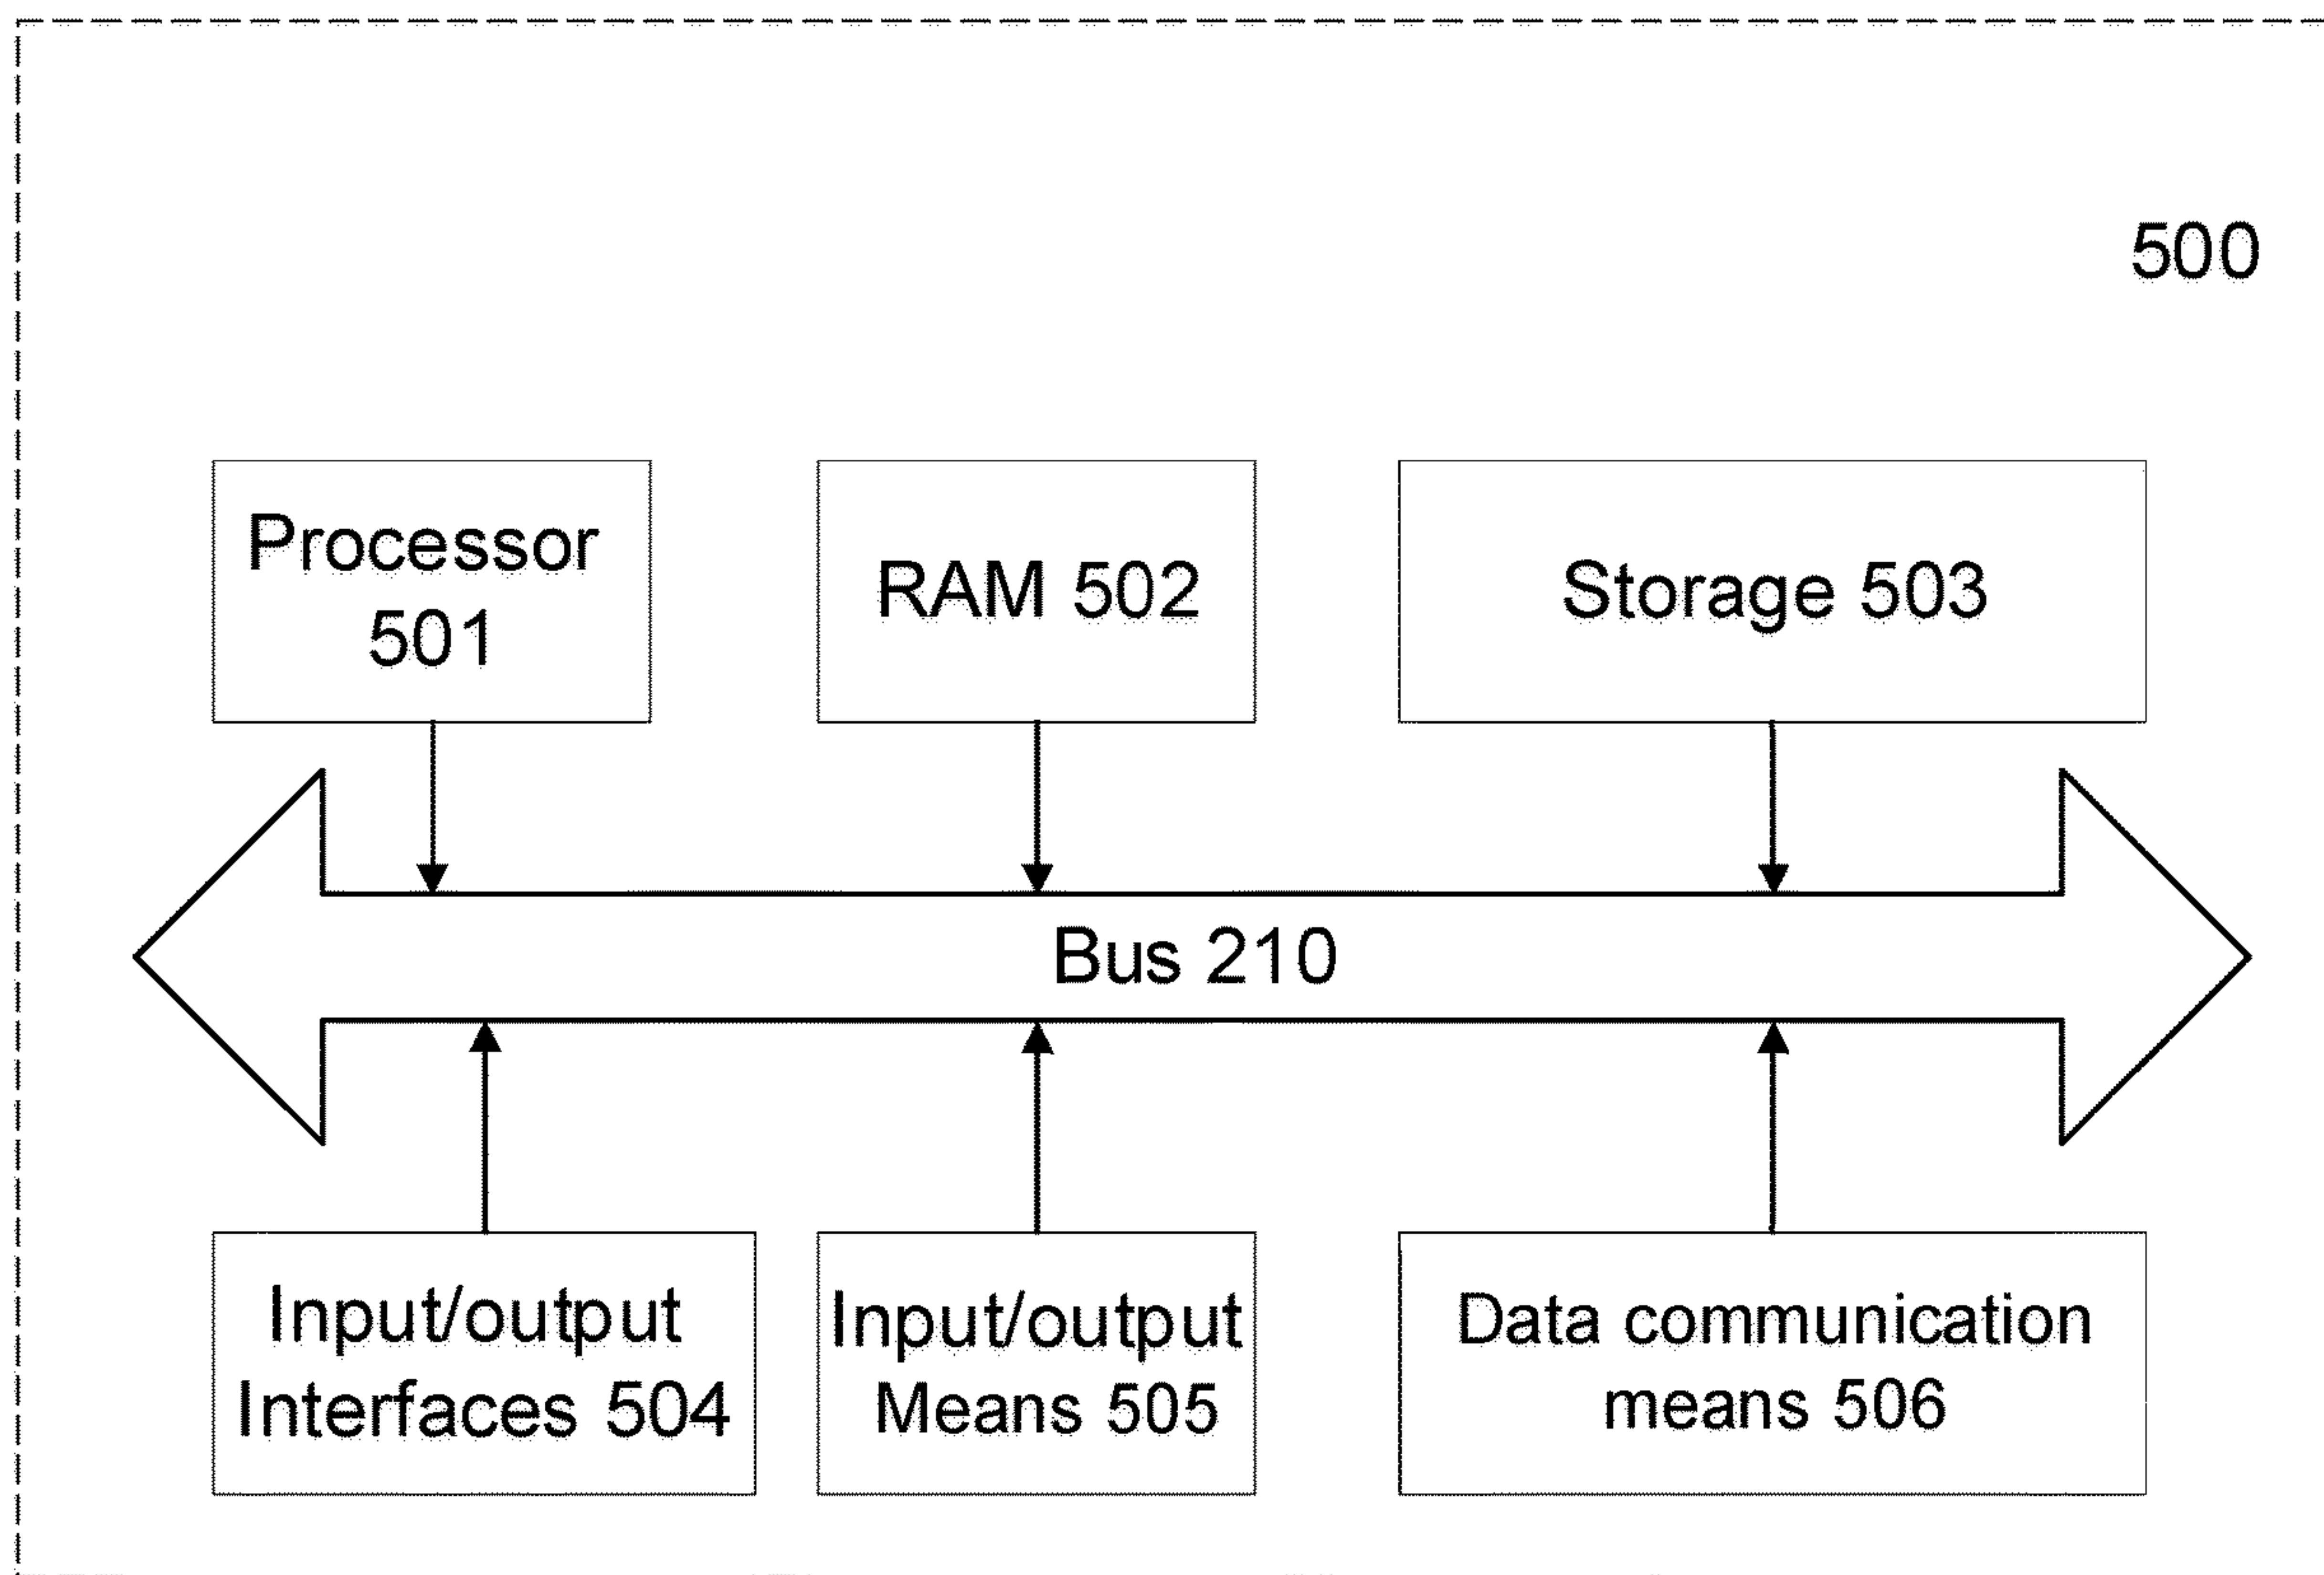 500
Processor
501
RAM 502
Storage 503
Bus 210
Input/output
Interfaces 504
Input/output
Means 505
Data communication
means 506